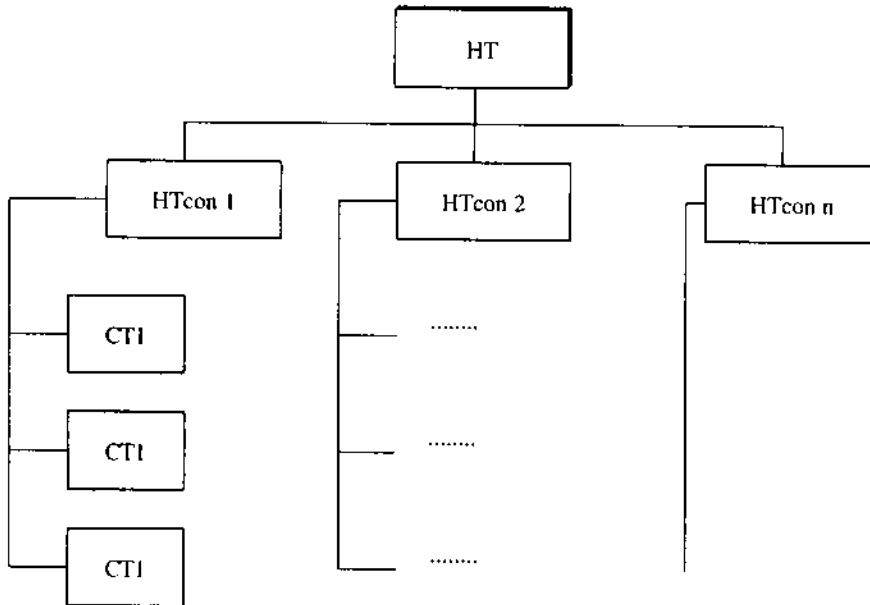 HT
HTcon 1
HTcon 2
HTcon n
CT1
........
CT1
........
CT1
........